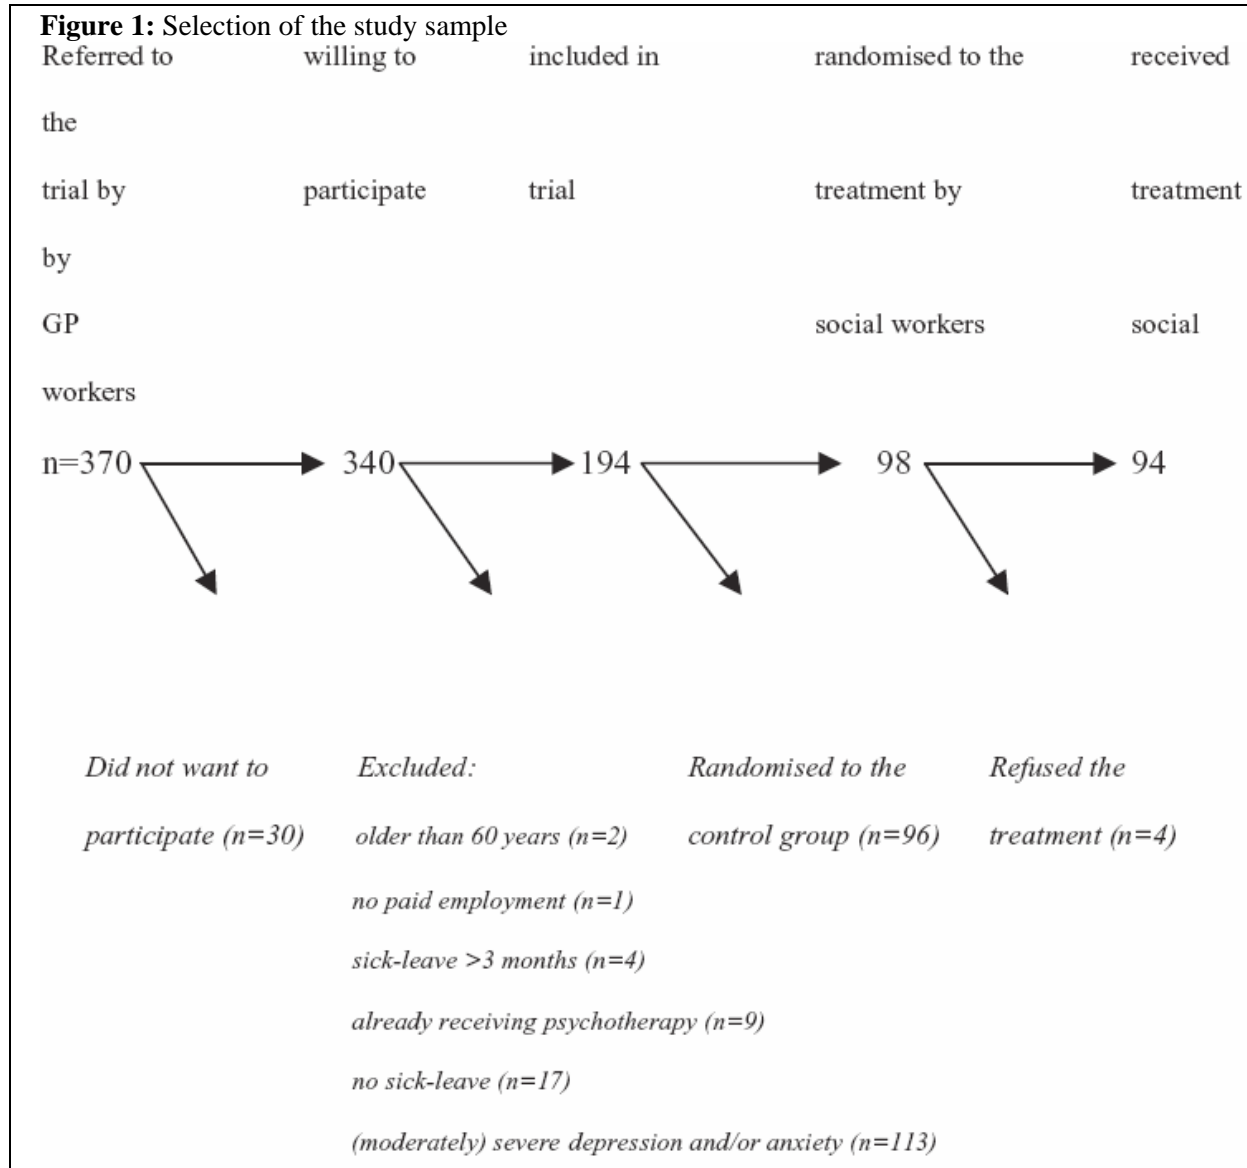 Figure 1: Selection of the study sample
Referred to willing to included in randomised to the received
the
trial by participate trial treatment by treatment
by
GP social workers social
workers
n=370 340 194 98 94
Did not want to Excluded: Randomised to the Refused the
participate (n=30) older than 60 years (n=2) control group (n=96) treatment (n=4)
no paid employment (n=1)
sick-leave >3 months (n=4)
already receiving psychotherapy (n=9)
no sick-leave (n=17)
(moderately) severe depression and/or anxiety (n=113)